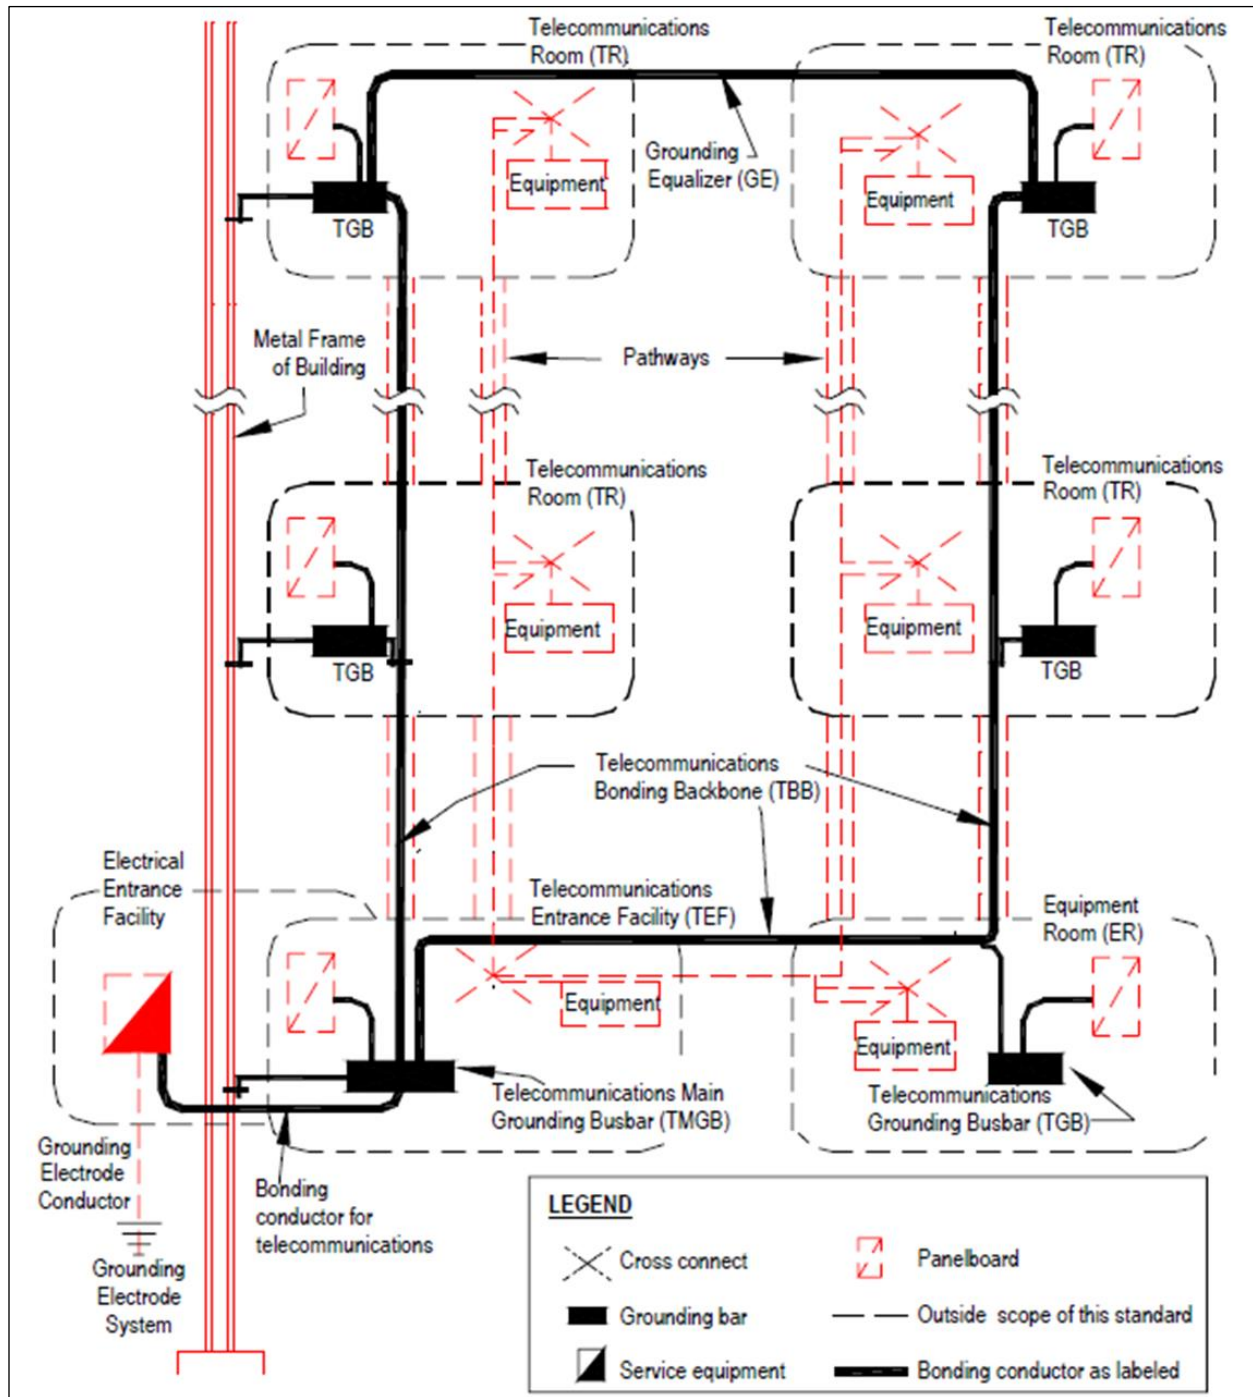 Telecommunications
Room (TR)
Telecommunications
Room (TR)
Grounding
Equalizer (GE)
Equipment
Equipment
TGB
TGB
Metal Frame
of Building
Pathways
Telecommunications
Room (TR)
Telecommunications
Room (TR)
Equipment
Equipment
TGB
TGB
Telecommunications
Bonding Backbone (TBB)
Electrical
Entrance
Facility
Telecommunications
Entrance Facility (TEF)
Equipment
Room (ER)
Equipment
Equipment
Telecommunications Main
Grounding Busbar (TMGB)
Telecommunications
Grounding Busbar (TGB)
Grounding
Electrode
Conductor
Bonding
conductor for
telecommunications
Grounding
Electrode
System
LEGEND
Cross connect
Panelboard
Grounding bar
Outside scope of this standard
Service equipment
Bonding conductor as labeled